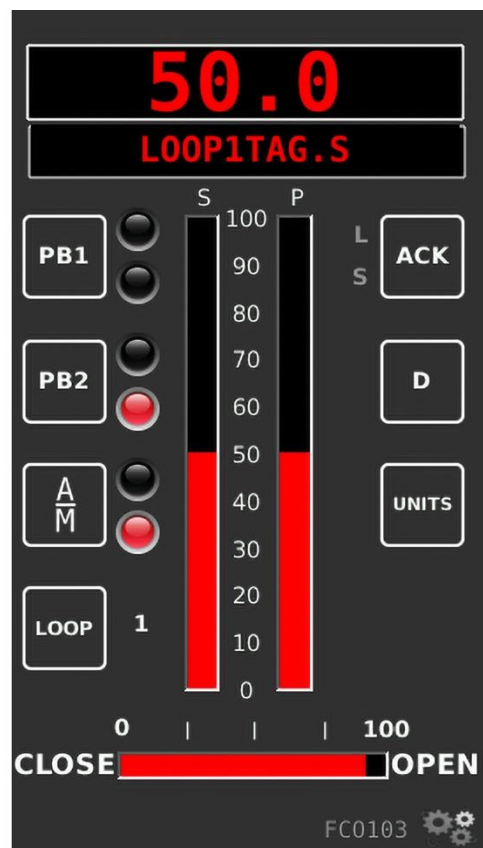 50.0
LOOP1TAG.S
S P
100
PB1
L
ACK
90
S
80
70
PB2
D
60
50
A
M
40
UNITS
30
20
LOOP
1
10
0
0 | | | 100
CLOSE OPEN
FCO103